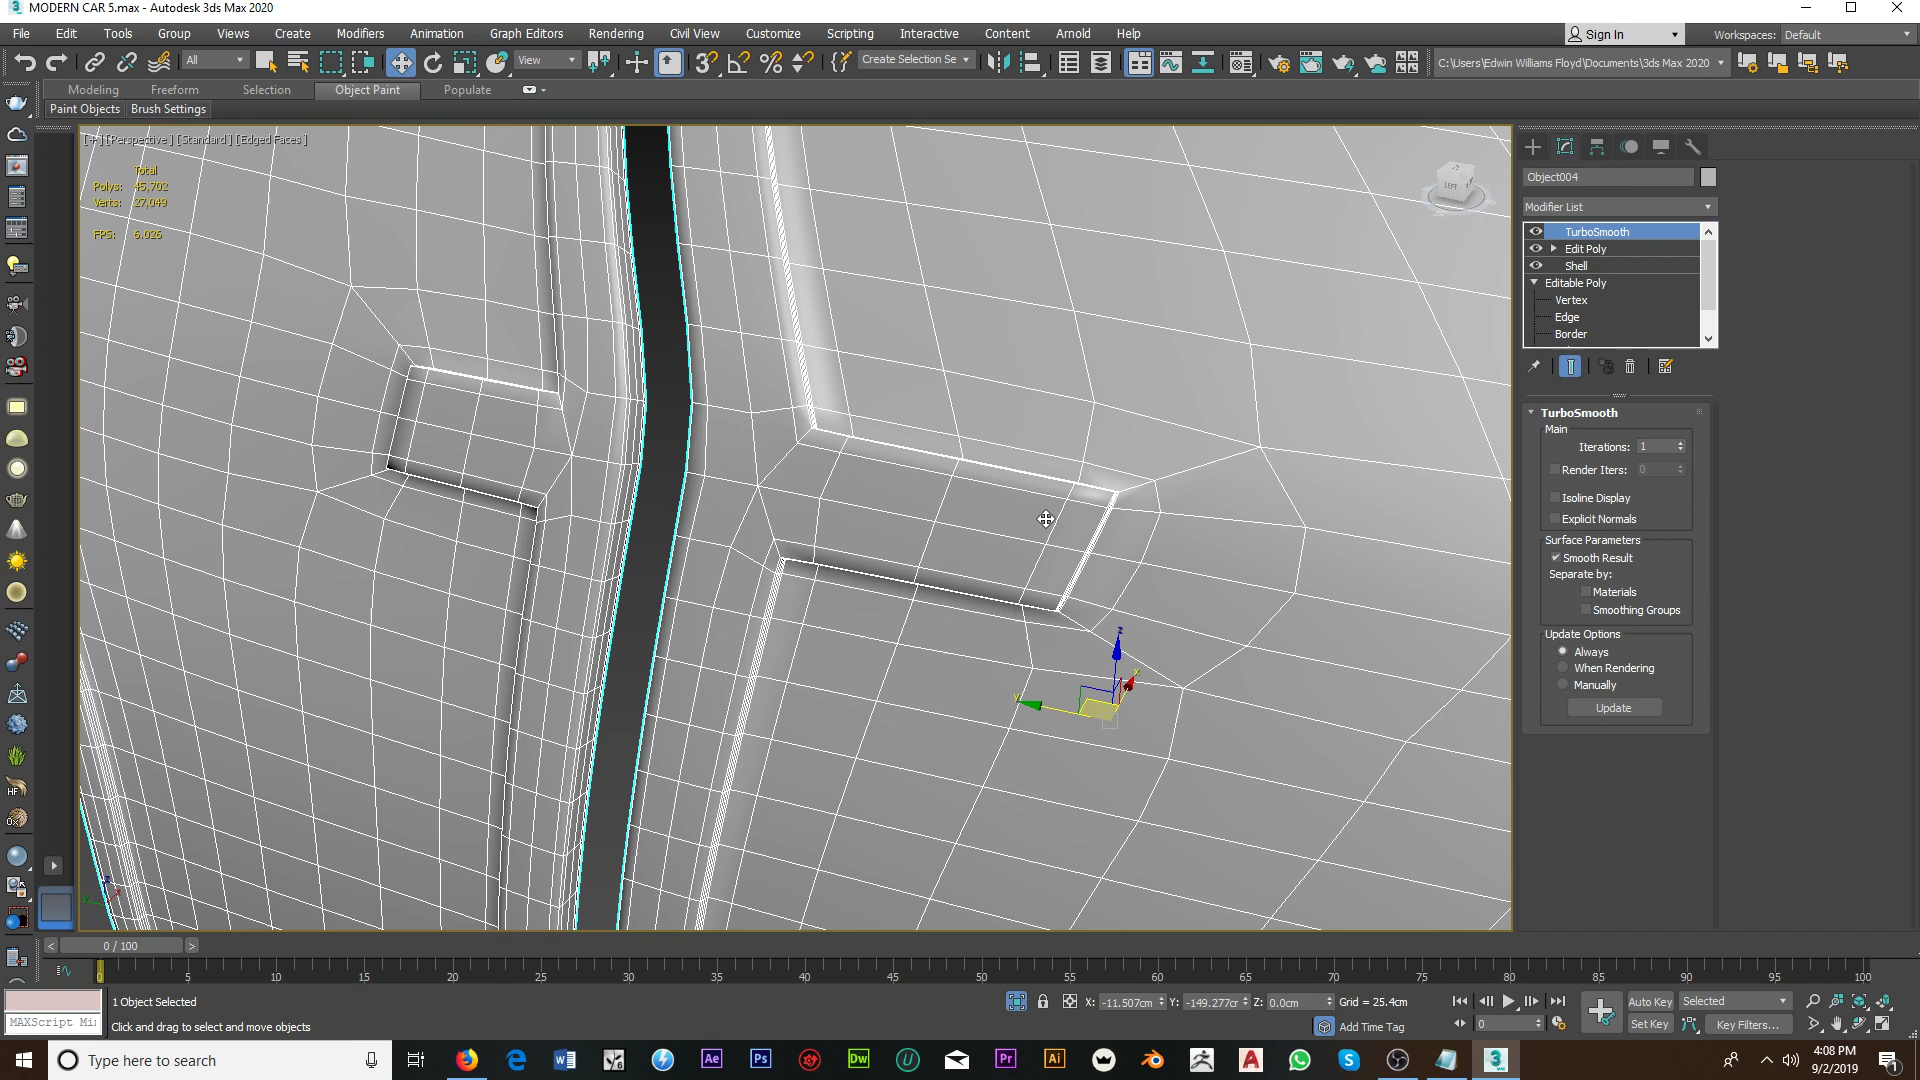 MODERN CAR 5.max - Autodesk 3ds Max 2020
File Edit Tools Group Views Create Modifiers Animation Graph Editors Rendering Civil View Customize Scripting Interactive Content Arnold Help
Sign In
Workspaces: Default
All
View
Create Selection Se
C:\Users\Edwin Williams Floyd\Documents\3ds Max 2020
Modeling Freeform Selection Object Paint Populate
Paint Objects Brush Settings
[+] [Perspective] [Standard] [Edged Faces]
Total
Polys: 45,702
Verts: 27,049
FPS: 6.026
LEFT
Object004
Modifier List
TurboSmooth
Edit Poly
Shell
Editable Poly
Vertex
Edge
Border
TurboSmooth
Main
Iterations: 1
Render Iters: 0
Isoline Display
Explicit Normals
Surface Parameters
Smooth Result
Separate by:
Materials
Smoothing Groups
Update Options
Always
When Rendering
Manually
Update
z
x
y
0 / 100
0 5 10 15 20 25 30 35 40 45 50 55 60 65 70 75 80 85 90 95 100
1 Object Selected
X: -11.507cm Y: -149.277cr Z: 0.0cm Grid = 25.4cm
Auto Key Selected
MAXScript Mi
Click and drag to select and move objects
Add Time Tag
0
Set Key Key Filters...
Type here to search
4:08 PM
9/2/2019